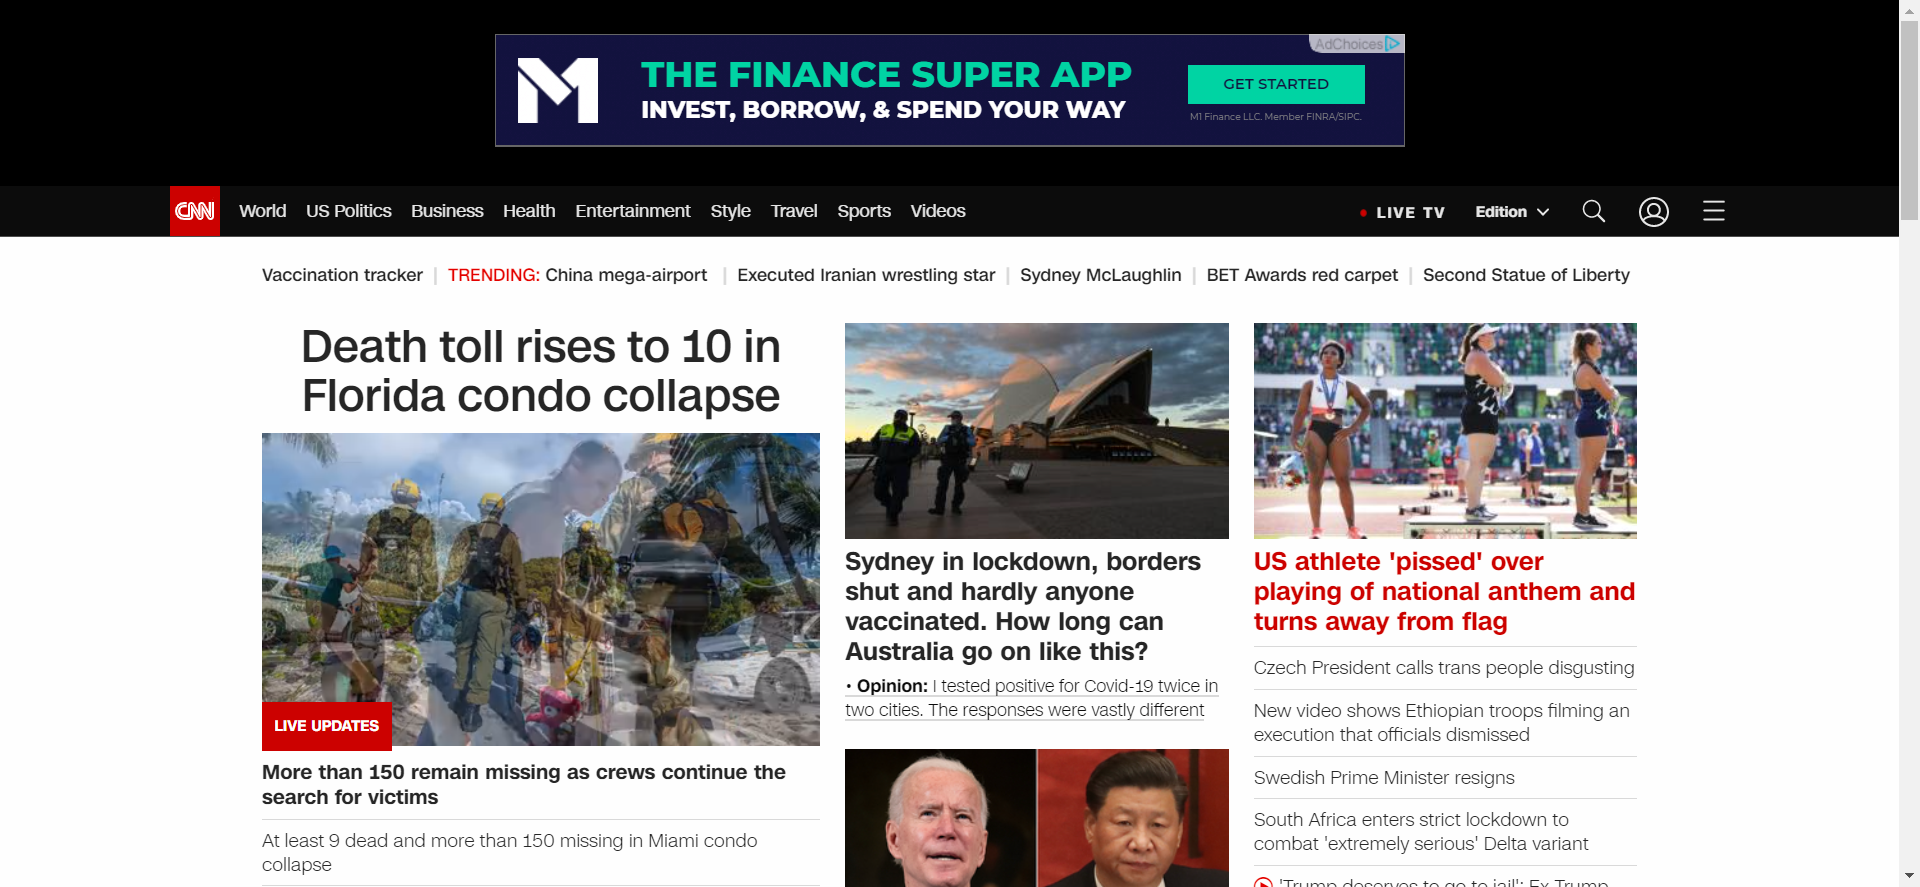 AdChoices
THE FINANCE SUPER APP
INVEST, BORROW, & SPEND YOUR WAY
GET STARTED
M1 Finance LLC. Member FINRA/SIPC.
CNN World US Politics Business Health Entertainment Style Travel Sports Videos LIVE TV Edition
Vaccination tracker TRENDING: China mega-airport Executed Iranian wrestling star Sydney McLaughlin BET Awards red carpet Second Statue of Liberty
Death toll rises to 10 in
Florida condo collapse
LIVE UPDATES
More than 150 remain missing as crews continue the
search for victims
At least 9 dead and more than 150 missing in Miami condo
collapse
Sydney in lockdown, borders
shut and hardly anyone
vaccinated. How long can
Australia go on like this?
• Opinion: I tested positive for Covid-19 twice in
two cities. The responses were vastly different
US athlete 'pissed' over
playing of national anthem and
turns away from flag
Czech President calls trans people disgusting
New video shows Ethiopian troops filming an
execution that officials dismissed
Swedish Prime Minister resigns
South Africa enters strict lockdown to
combat 'extremely serious' Delta variant
'Trump deserves to go to jail': Ex-Trump